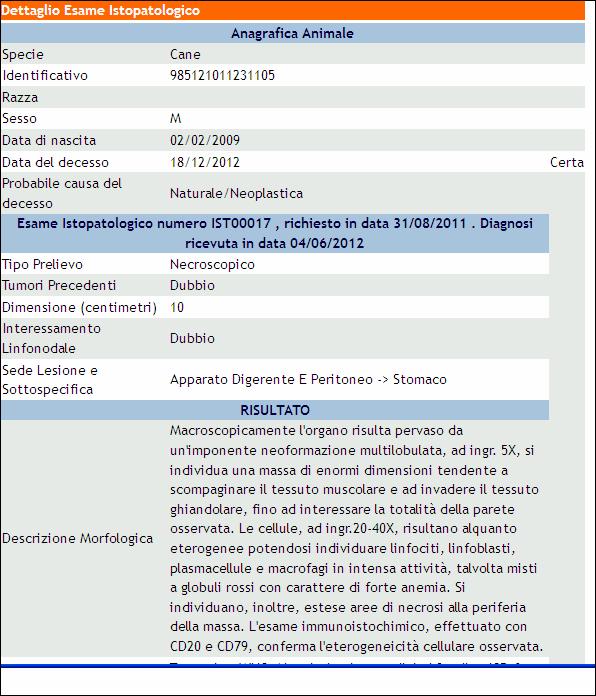 Dettaglio Esame Istopatologico
Anagrafica Animale
Specie Cane
Identificativo 985121011231105
Razza
Sesso M
Data di nascita 02/02/2009
Data del decesso 18/12/2012 Certa
Probabile causa del
decesso Naturale/Neoplastica
Esame Istopatologico numero IST00017 , richiesto in data 31/08/2011 . Diagnosi
ricevuta in data 04/06/2012
Tipo Prelievo Necroscopico
Tumori Precedenti Dubbio
Dimensione (centimetri) 10
Interessamento
Linfonodale Dubbio
Sede Lesione e
Sottospecifica Apparato Digerente E Peritoneo -> Stomaco
RISULTATO
Descrizione Morfologica
Macroscopicamente l'organo risulta pervaso da
un'imponente neoformazione multilobulata, ad ingr. 5X, si
individua una massa di enormi dimensioni tendente a
scompaginare il tessuto muscolare e ad invadere il tessuto
ghiandolare, fino ad interessare la totalità della parete
osservata. Le cellule, ad ingr.20-40X, risultano alquanto
eterogenee potendosi individuare linfociti, linfoblasti,
plasmacellule e macrofagi in intensa attività, talvolta misti
a globuli rossi con carattere di forte anemia. Si
individuano, inoltre, estese aree di necrosi alla periferia
della massa. L'esame immunoistochimico, effettuato con
CD20 e CD79, conferma l'eterogeneicità cellulare osservata.